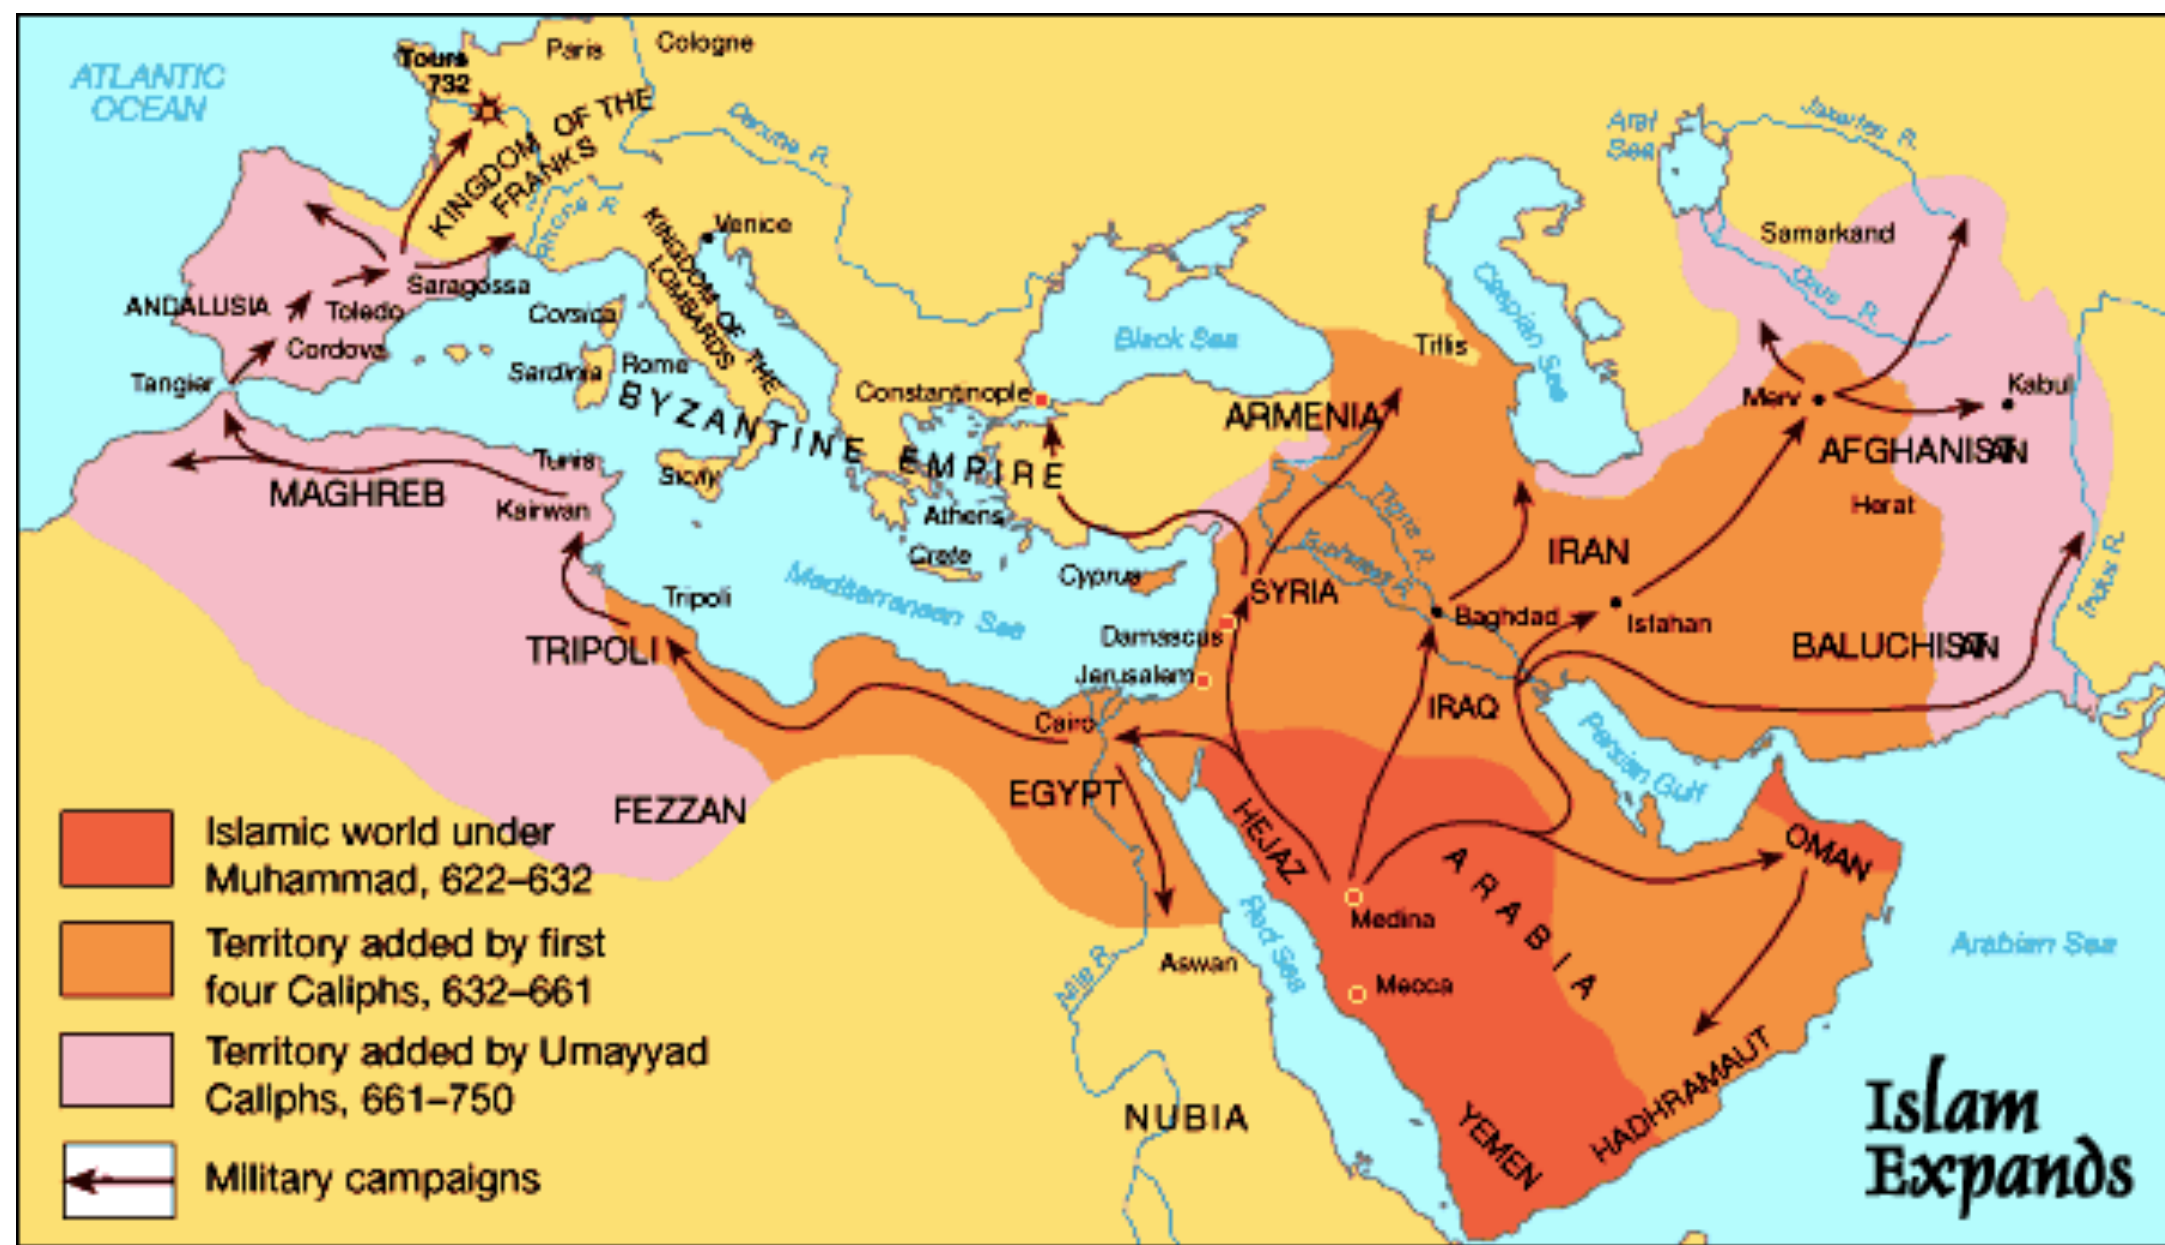 ATLANTIC
OCEAN
Tours
732
Paris
Cologne
KINGDOM OF THE
FRANKS
Rhone R.
Danube R.
Venice
KINGDOM OF THE
LOMBARDS
Aral
Sea
Jaxartes R.
Samarkand
Oxus R.
Caspian Sea
Black Sea
Tiflis
ANDALUSIA
Saragossa
Toledo
Cordova
Tangier
Corsica
Sardinia
Rome
BYZANTINE EMPIRE
Constantinople
ARMENIA
Merv
Kabul
AFGHANISTAN
Herat
MAGHREB
Tunis
Kairwan
Sicily
Athens
Crete
Cyprus
Mediterranean Sea
Tigris R.
Euphrates R.
SYRIA
IRAN
Baghdad
Isfahan
BALUCHISTAN
Indus R.
Tripoli
TRIPOLI
Damascus
Jerusalem
Cairo
IRAQ
Persian Gulf
FEZZAN
EGYPT
HEJAZ
ARABIA
OMAN
Medina
Mecca
Red Sea
Nile R.
Aswan
Arabian Sea
NUBIA
YEMEN
HADHRAMAUT
Islamic world under
Muhammad, 622–632
Territory added by first
four Caliphs, 632–661
Territory added by Umayyad
Caliphs, 661–750
Military campaigns
Islam
Expands